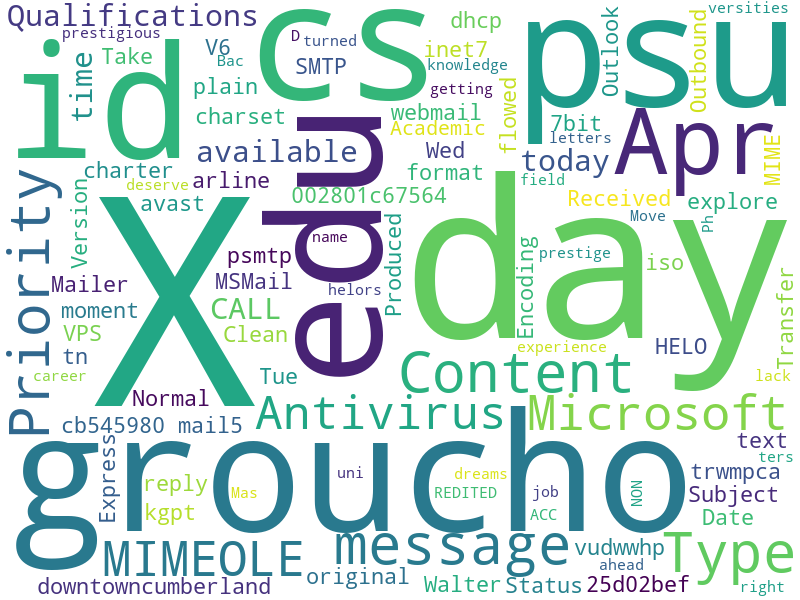 Qualifications
prestigious
Take
time
V6
Bac
D
turned
SMTP
plain
charset
id
cs
dhcp
inet7
knowledge
getting
webmail
Academic
flowed
psu
Outlook
Outbound
versities
7bit
letters
MIME
Apr
available
charter
deserve
arline
avast
Version
Priority
edu
Wed
format
today
field
Received
Move
explore
Ph
002801c67564
name
psmtp
MSMail
helors
Produced
X
day
Encoding
prestige
iso
Transfer
Mailer
moment
VPS
tn
career
CALL
Clean
Normal
Tue
experience
HELO
lack
Content
cb545980
mail5
Antivirus
Microsoft
groucho
Express
reply
kgpt
Mas
uni
dreams
REDITED
job
ACC
NON
text
ters
trwmpca
Subject
Date
MIMEOLE
message
vudwwhp
Type
ahead
downtowncumberland
original
Walter
Status
25d02bef
right